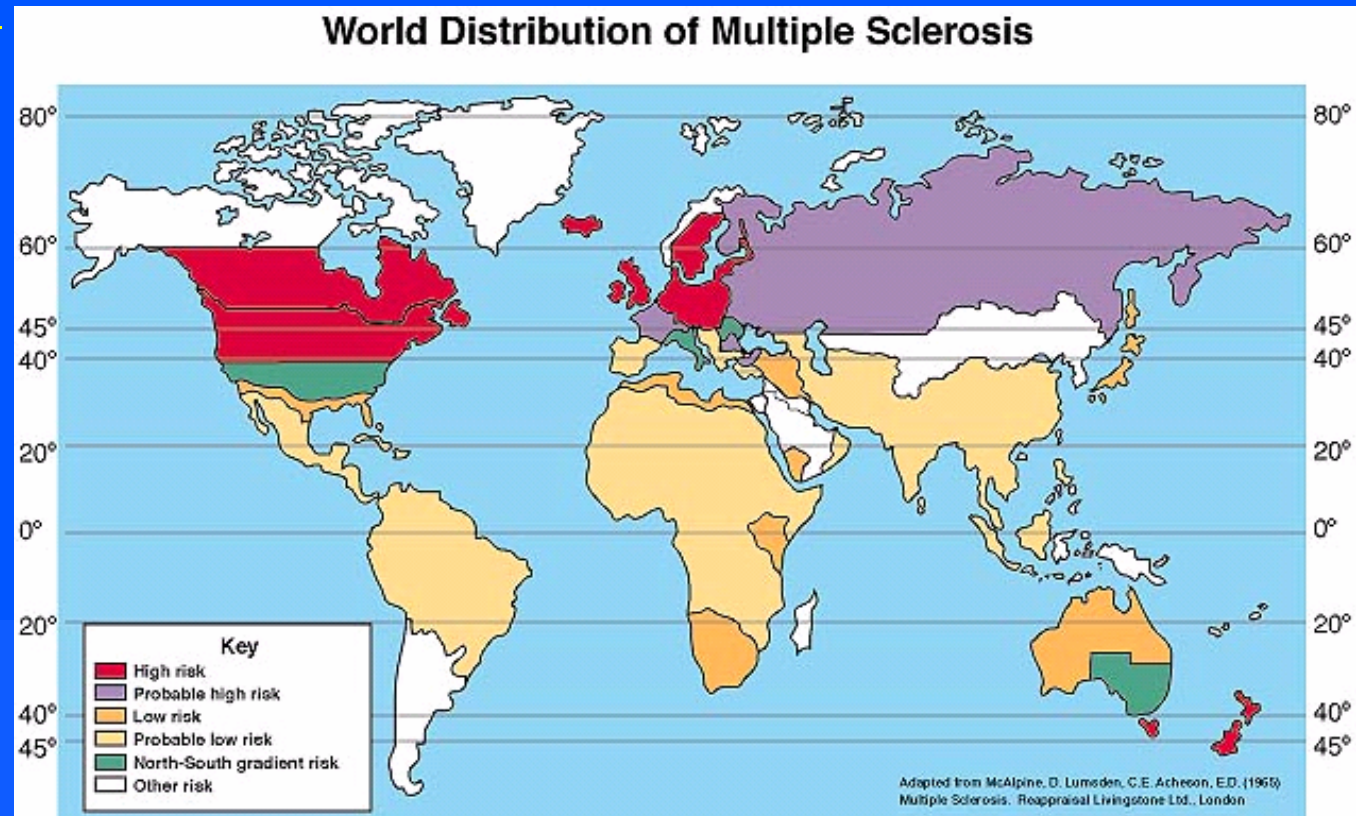 World Distribution of Multiple Sclerosis
80°
80°
60°
60°
45°
45°
40°
40°
20°
20°
0°
0°
20°
20°
40°
40°
45°
45°
Key
High risk
Probable high risk
Low risk
Probable low risk
North-South gradient risk
Other risk
Adapted from McAlpine, D. Lumsden, C.E. Acheson, E.D. (1965)
Multiple Sclerosis. Reappraisal Livingstone Ltd., London